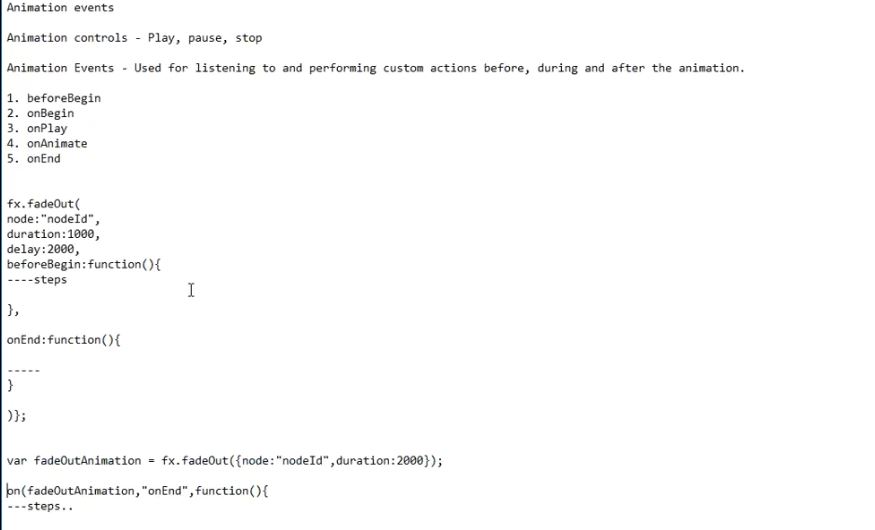 Animation events
Animation controls - Play, pause, stop
Animation Events - Used for listening to and performing custom actions before, during and after the animation.
1. beforeBegin
2. onBegin
3. onPlay
4. onAnimate
5. onEnd
fx.fadeOut(
node:"nodeId",
duration:1000,
delay:2000,
beforeBegin:function(){
----steps
},
onEnd:function(){
-----
}
)};
var fadeOutAnimation = fx.fadeOut({node:"nodeId",duration:2000});
on(fadeOutAnimation,"onEnd",function(){
---steps..